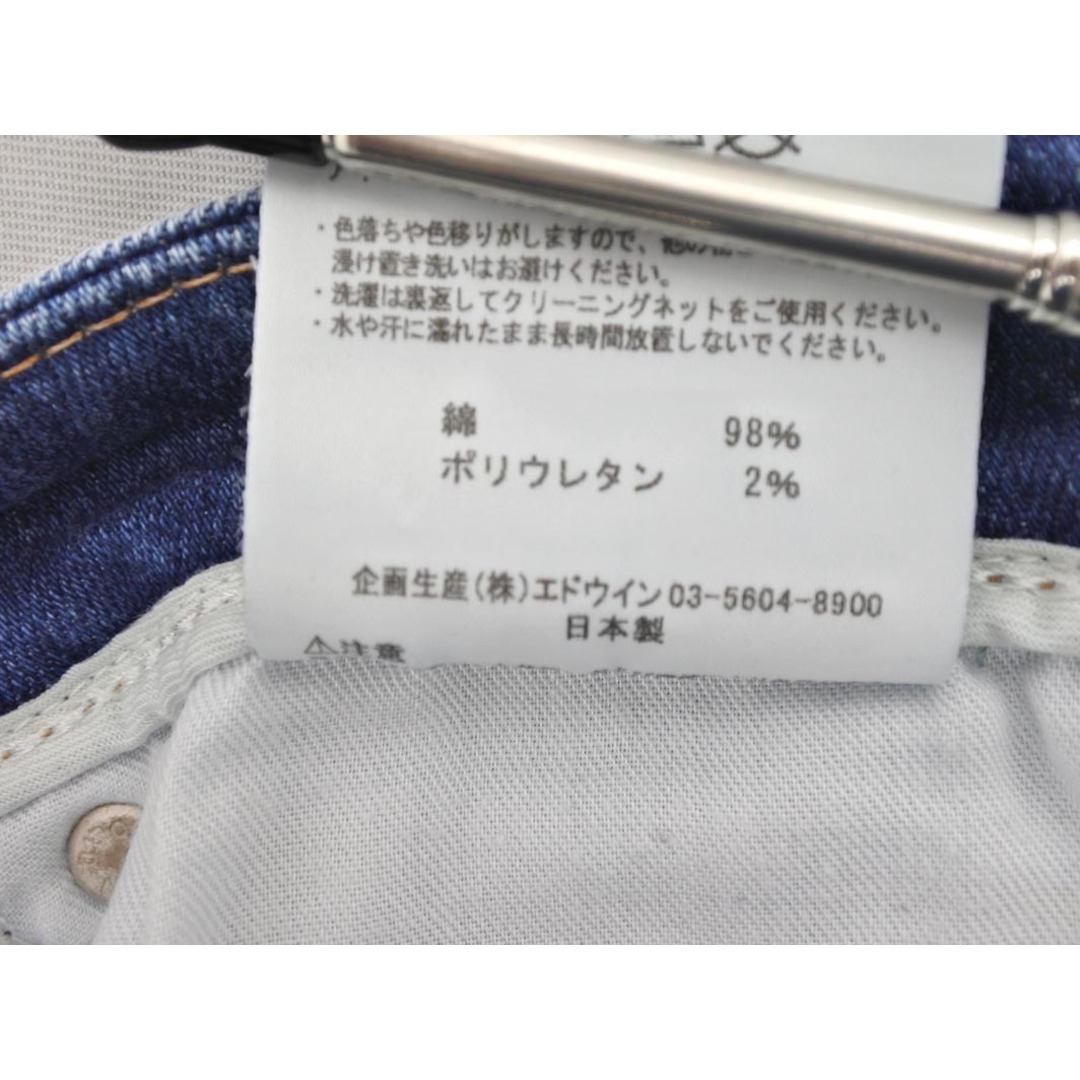 ・色落ちや色移りがしますので、
浸け置き洗いはお避けください。
・洗濯は裏返してクリーニングネットをご使用ください。
・水や汗に濡れたまま長時間放置しないでください。
綿 98%
ポリウレタン 2%
企画生産(株)エドウイン03-5604-8900
日本製
⚠注意